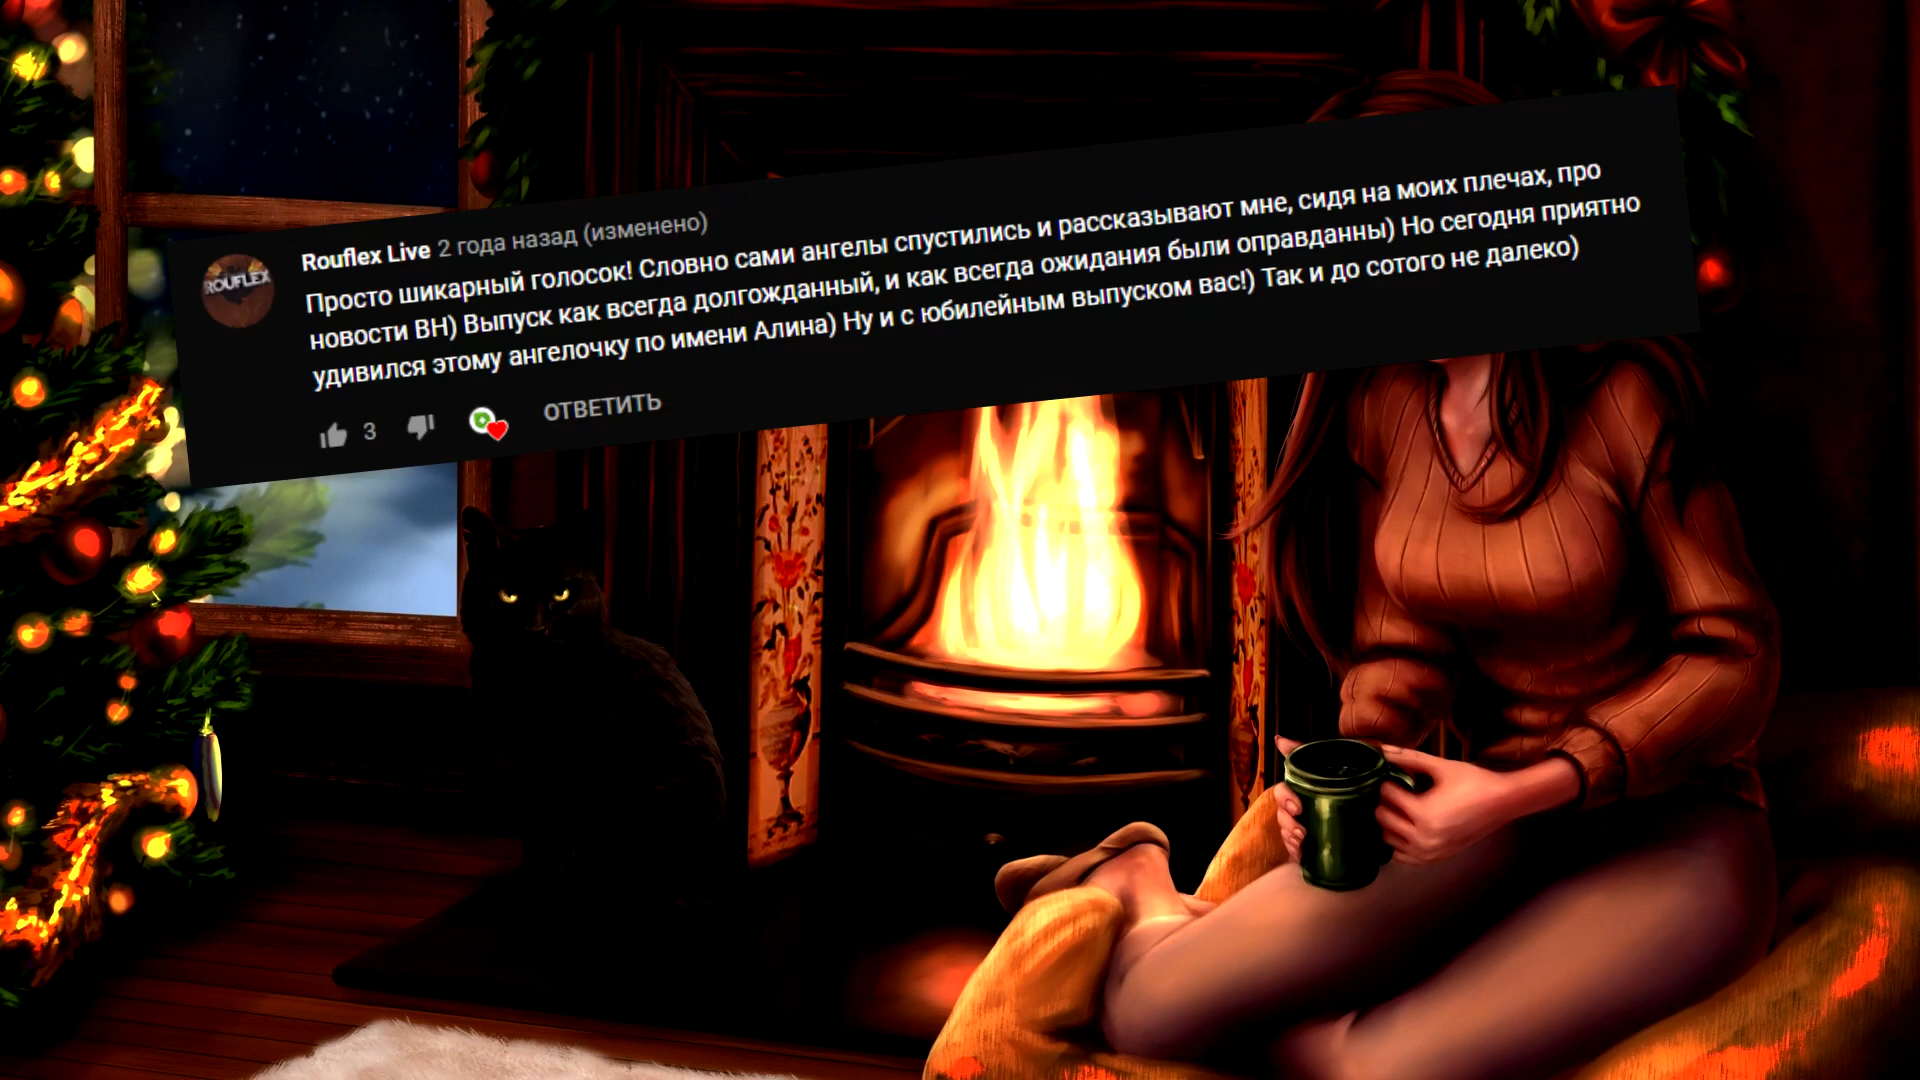 ROUFLEX
Rouflex Live 2 года назад (изменено)
Просто шикарный голосок! Словно сами ангелы спустились и рассказывают мне, сидя на моих плечах, про
новости ВН) Выпуск как всегда долгожданный, и как всегда ожидания были оправданны) Но сегодня приятно
удивился этому ангелочку по имени Алина) Ну и с юбилейным выпуском вас!) Так и до сотого не далеко)
3 ОТВЕТИТЬ